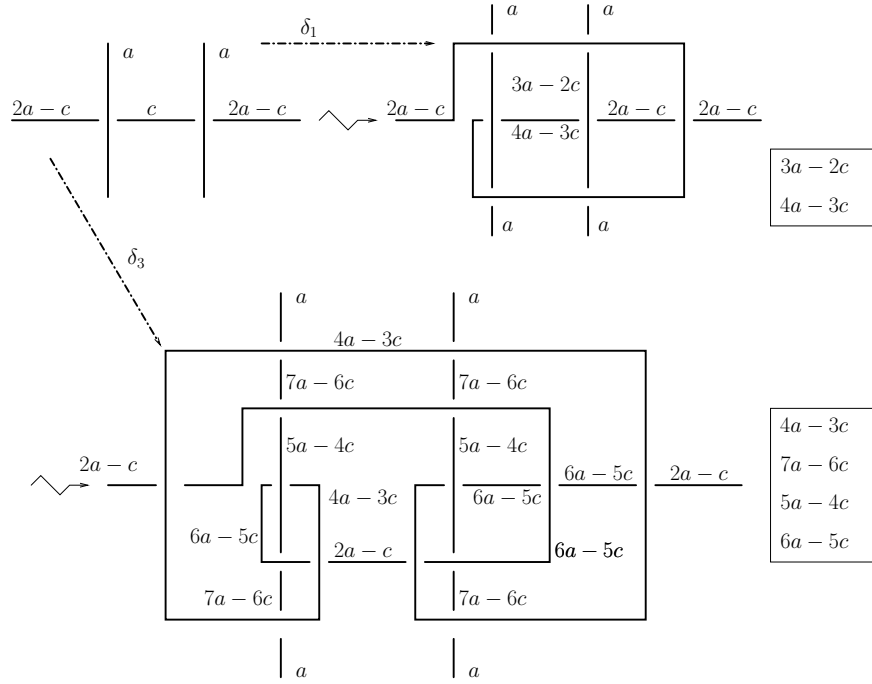 a a δ₁ a a
2a − c c 2a − c 2a − c 3a − 2c 2a − c 2a − c
4a − 3c
3a − 2c
4a − 3c
a a
δ₃
a a
4a − 3c
7a − 6c 7a − 6c
5a − 4c 5a − 4c
2a − c 4a − 3c 6a − 5c 6a − 5c 2a − c
6a − 5c 2a − c 6a − 5c
7a − 6c 7a − 6c
a a
4a − 3c
7a − 6c
5a − 4c
6a − 5c